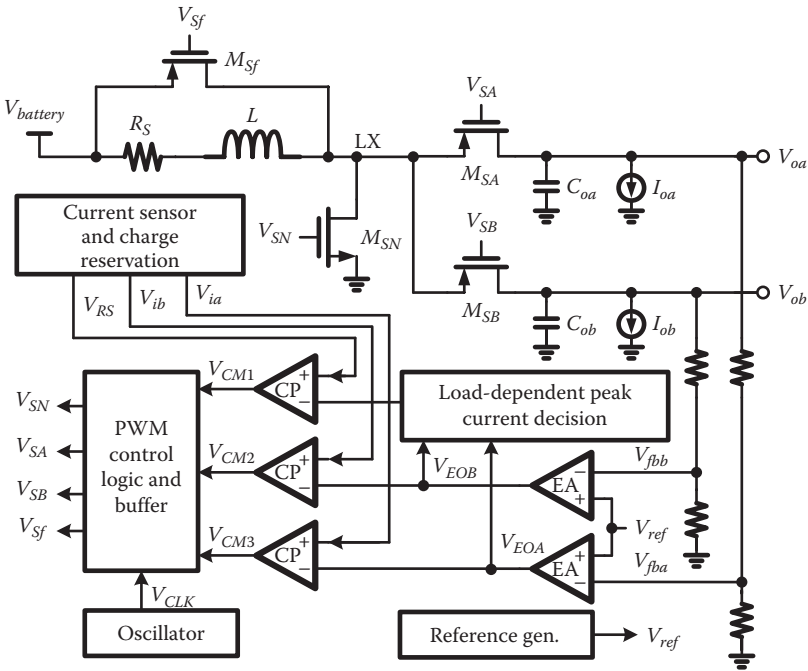 V_Sf
M_Sf
V_battery
R_S
L
LX
V_SA
M_SA
C_oa
I_oa
V_oa
Current sensor
and charge
reservation
V_SN
M_SN
V_SB
M_SB
C_ob
I_ob
V_ob
V_RS
V_ib
V_ia
V_CM1
CP
+
−
Load-dependent peak
current decision
V_SN
V_SA
V_SB
V_Sf
PWM
control
logic and
buffer
V_CM2
CP
+
−
V_EOB
EA
−
+
V_fbb
V_ref
V_CM3
CP
+
−
V_EOA
EA
+
−
V_fba
V_CLK
Oscillator
Reference gen.
V_ref